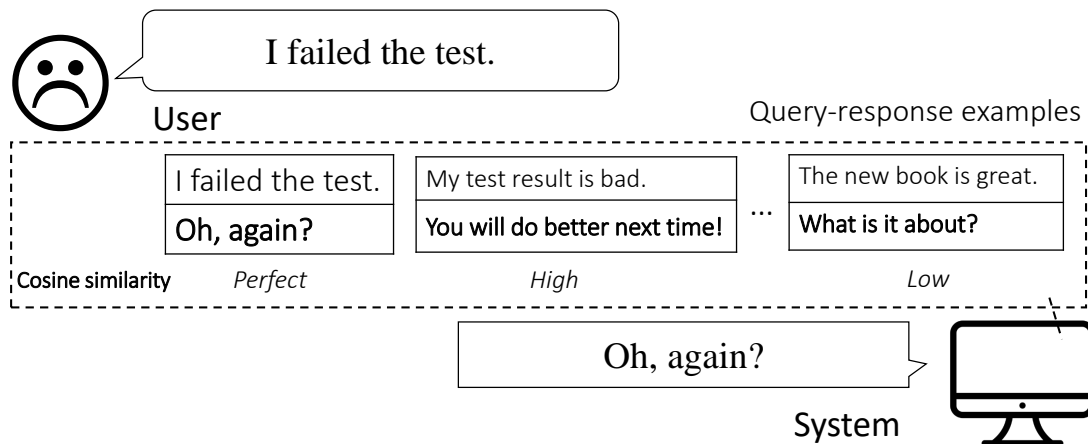 I failed the test.
User
Query-response examples
I failed the test.
Oh, again?
My test result is bad.
You will do better next time!
...
The new book is great.
What is it about?
Cosine similarity
Perfect
High
Low
Oh, again?
System